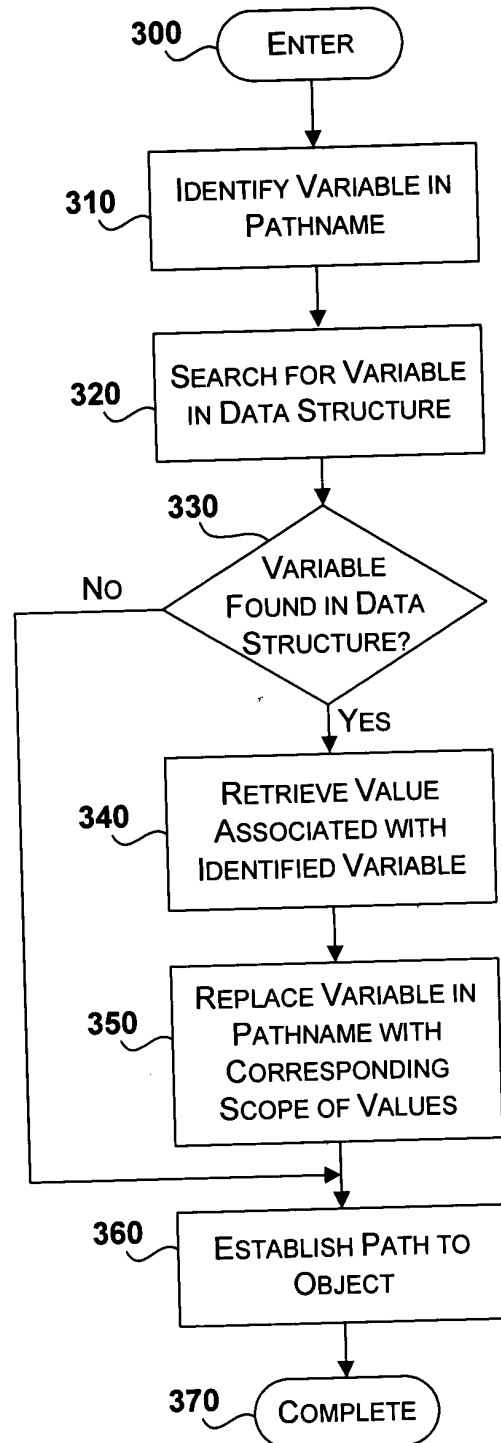 300
ENTER
310
IDENTIFY VARIABLE IN
PATHNAME
320
SEARCH FOR VARIABLE
IN DATA STRUCTURE
330
VARIABLE
FOUND IN DATA
STRUCTURE?
NO
YES
340
RETRIEVE VALUE
ASSOCIATED WITH
IDENTIFIED VARIABLE
350
REPLACE VARIABLE IN
PATHNAME WITH
CORRESPONDING
SCOPE OF VALUES
360
ESTABLISH PATH TO
OBJECT
370
COMPLETE